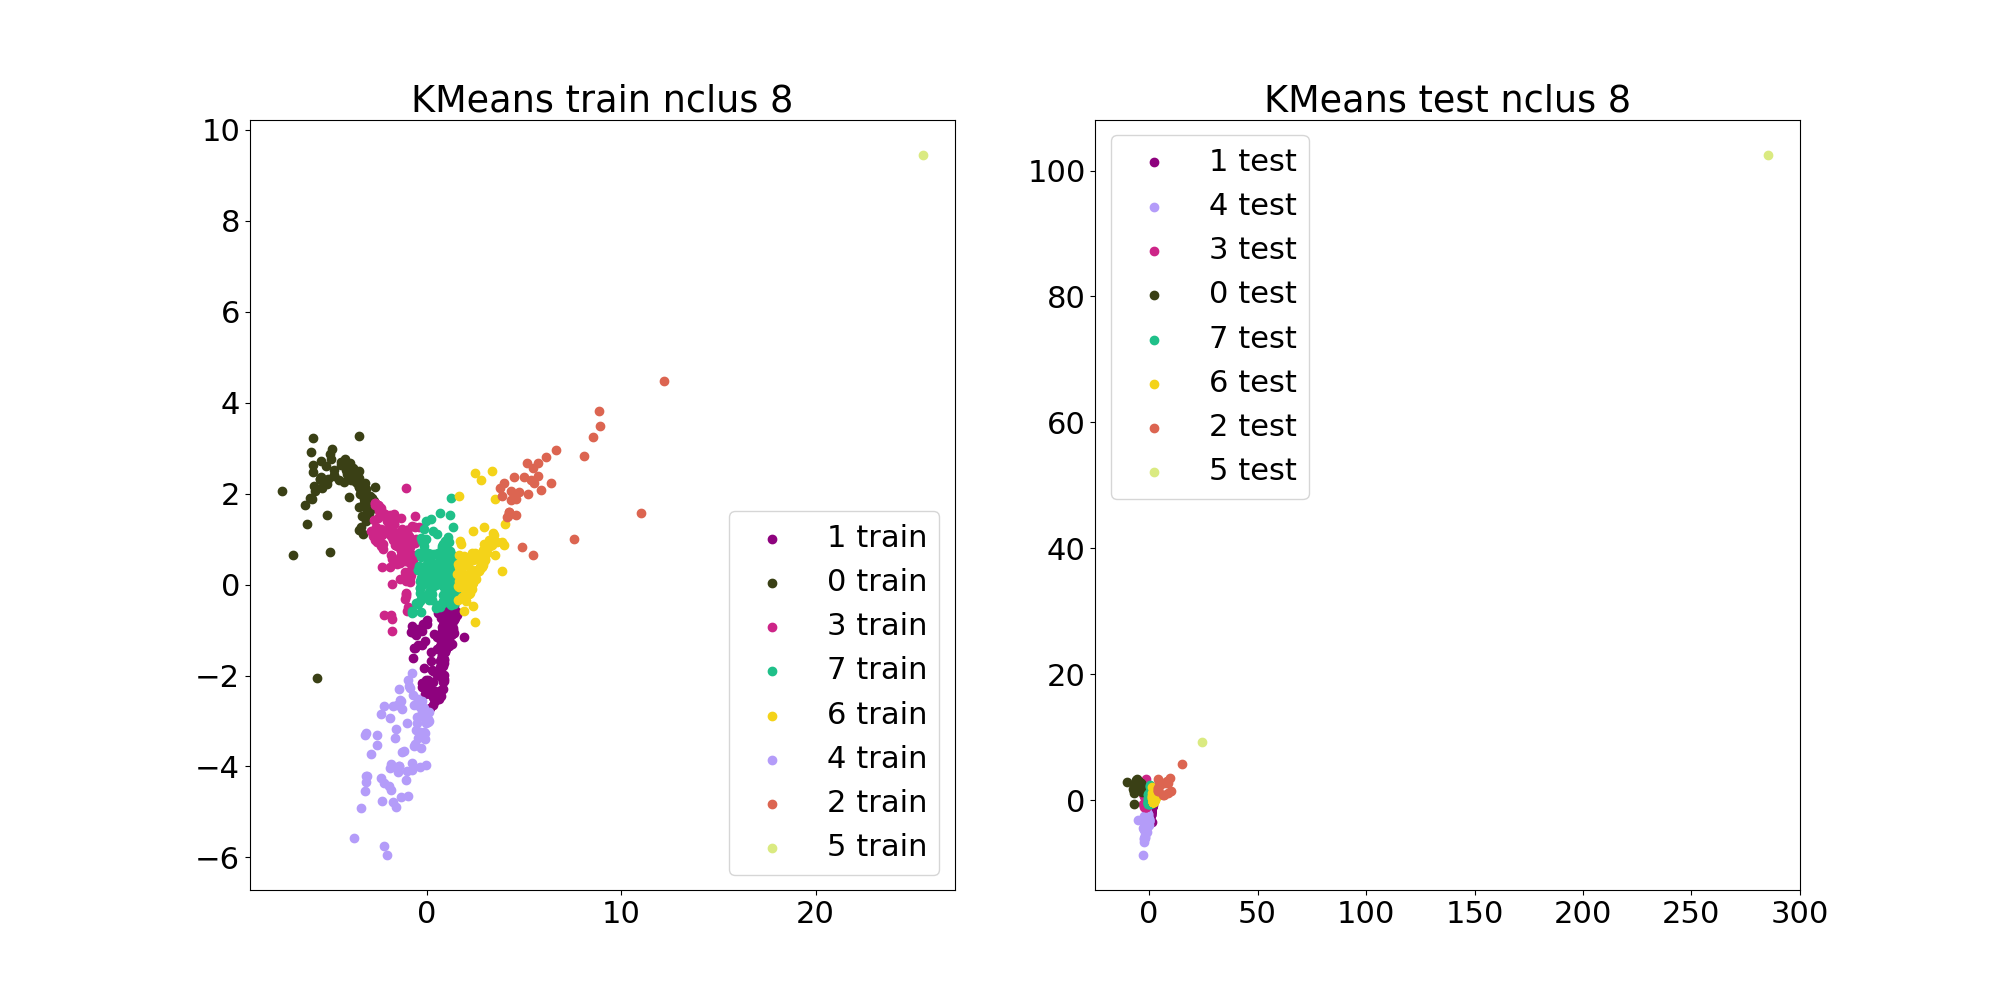 KMeans train nclus 8
10
8
6
4
2
0
−2
−4
−6
0 10 20
1 train
0 train
3 train
7 train
6 train
4 train
2 train
5 train
KMeans test nclus 8
100
80
60
40
20
0
0 50 100 150 200 250 300
1 test
4 test
3 test
0 test
7 test
6 test
2 test
5 test